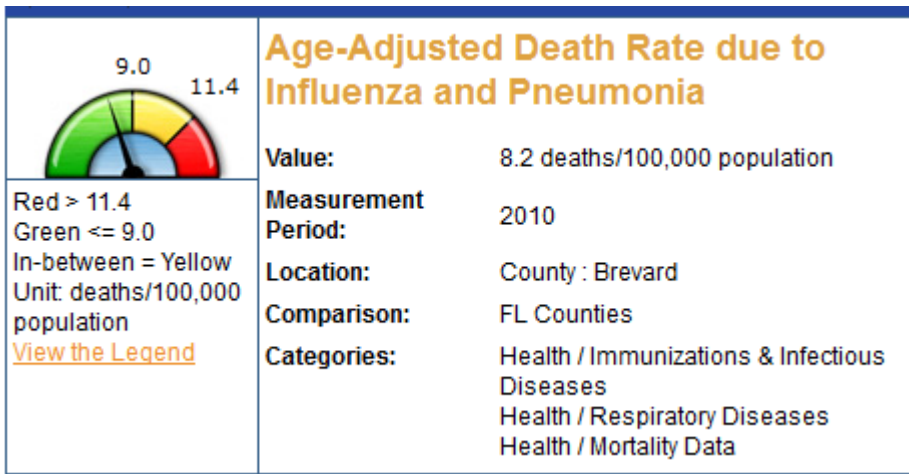 9.0
11.4
Red > 11.4
Green <= 9.0
In-between = Yellow
Unit: deaths/100,000
population
View the Legend
Age-Adjusted Death Rate due to
Influenza and Pneumonia
Value: 8.2 deaths/100,000 population
Measurement
Period: 2010
Location: County : Brevard
Comparison: FL Counties
Categories: Health / Immunizations & Infectious
Diseases
Health / Respiratory Diseases
Health / Mortality Data